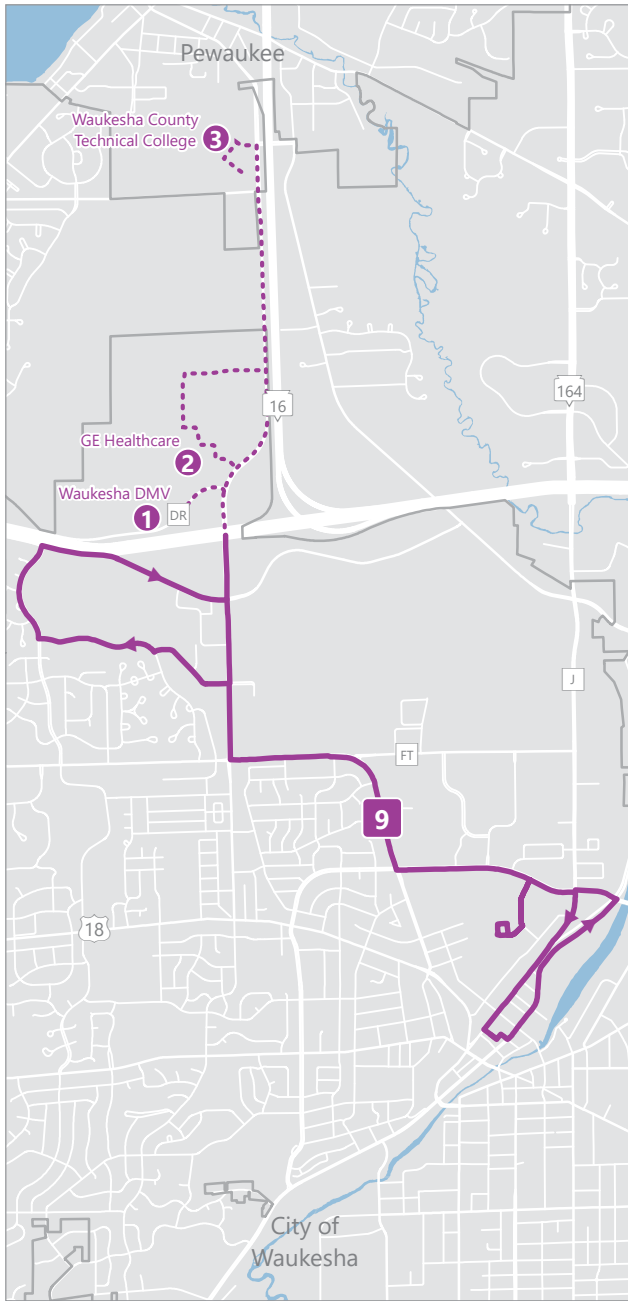 Pewaukee
Waukesha County
Technical College
3
16
164
GE Healthcare
2
Waukesha DMV
1
DR
J
FT
9
18
City of
Waukesha